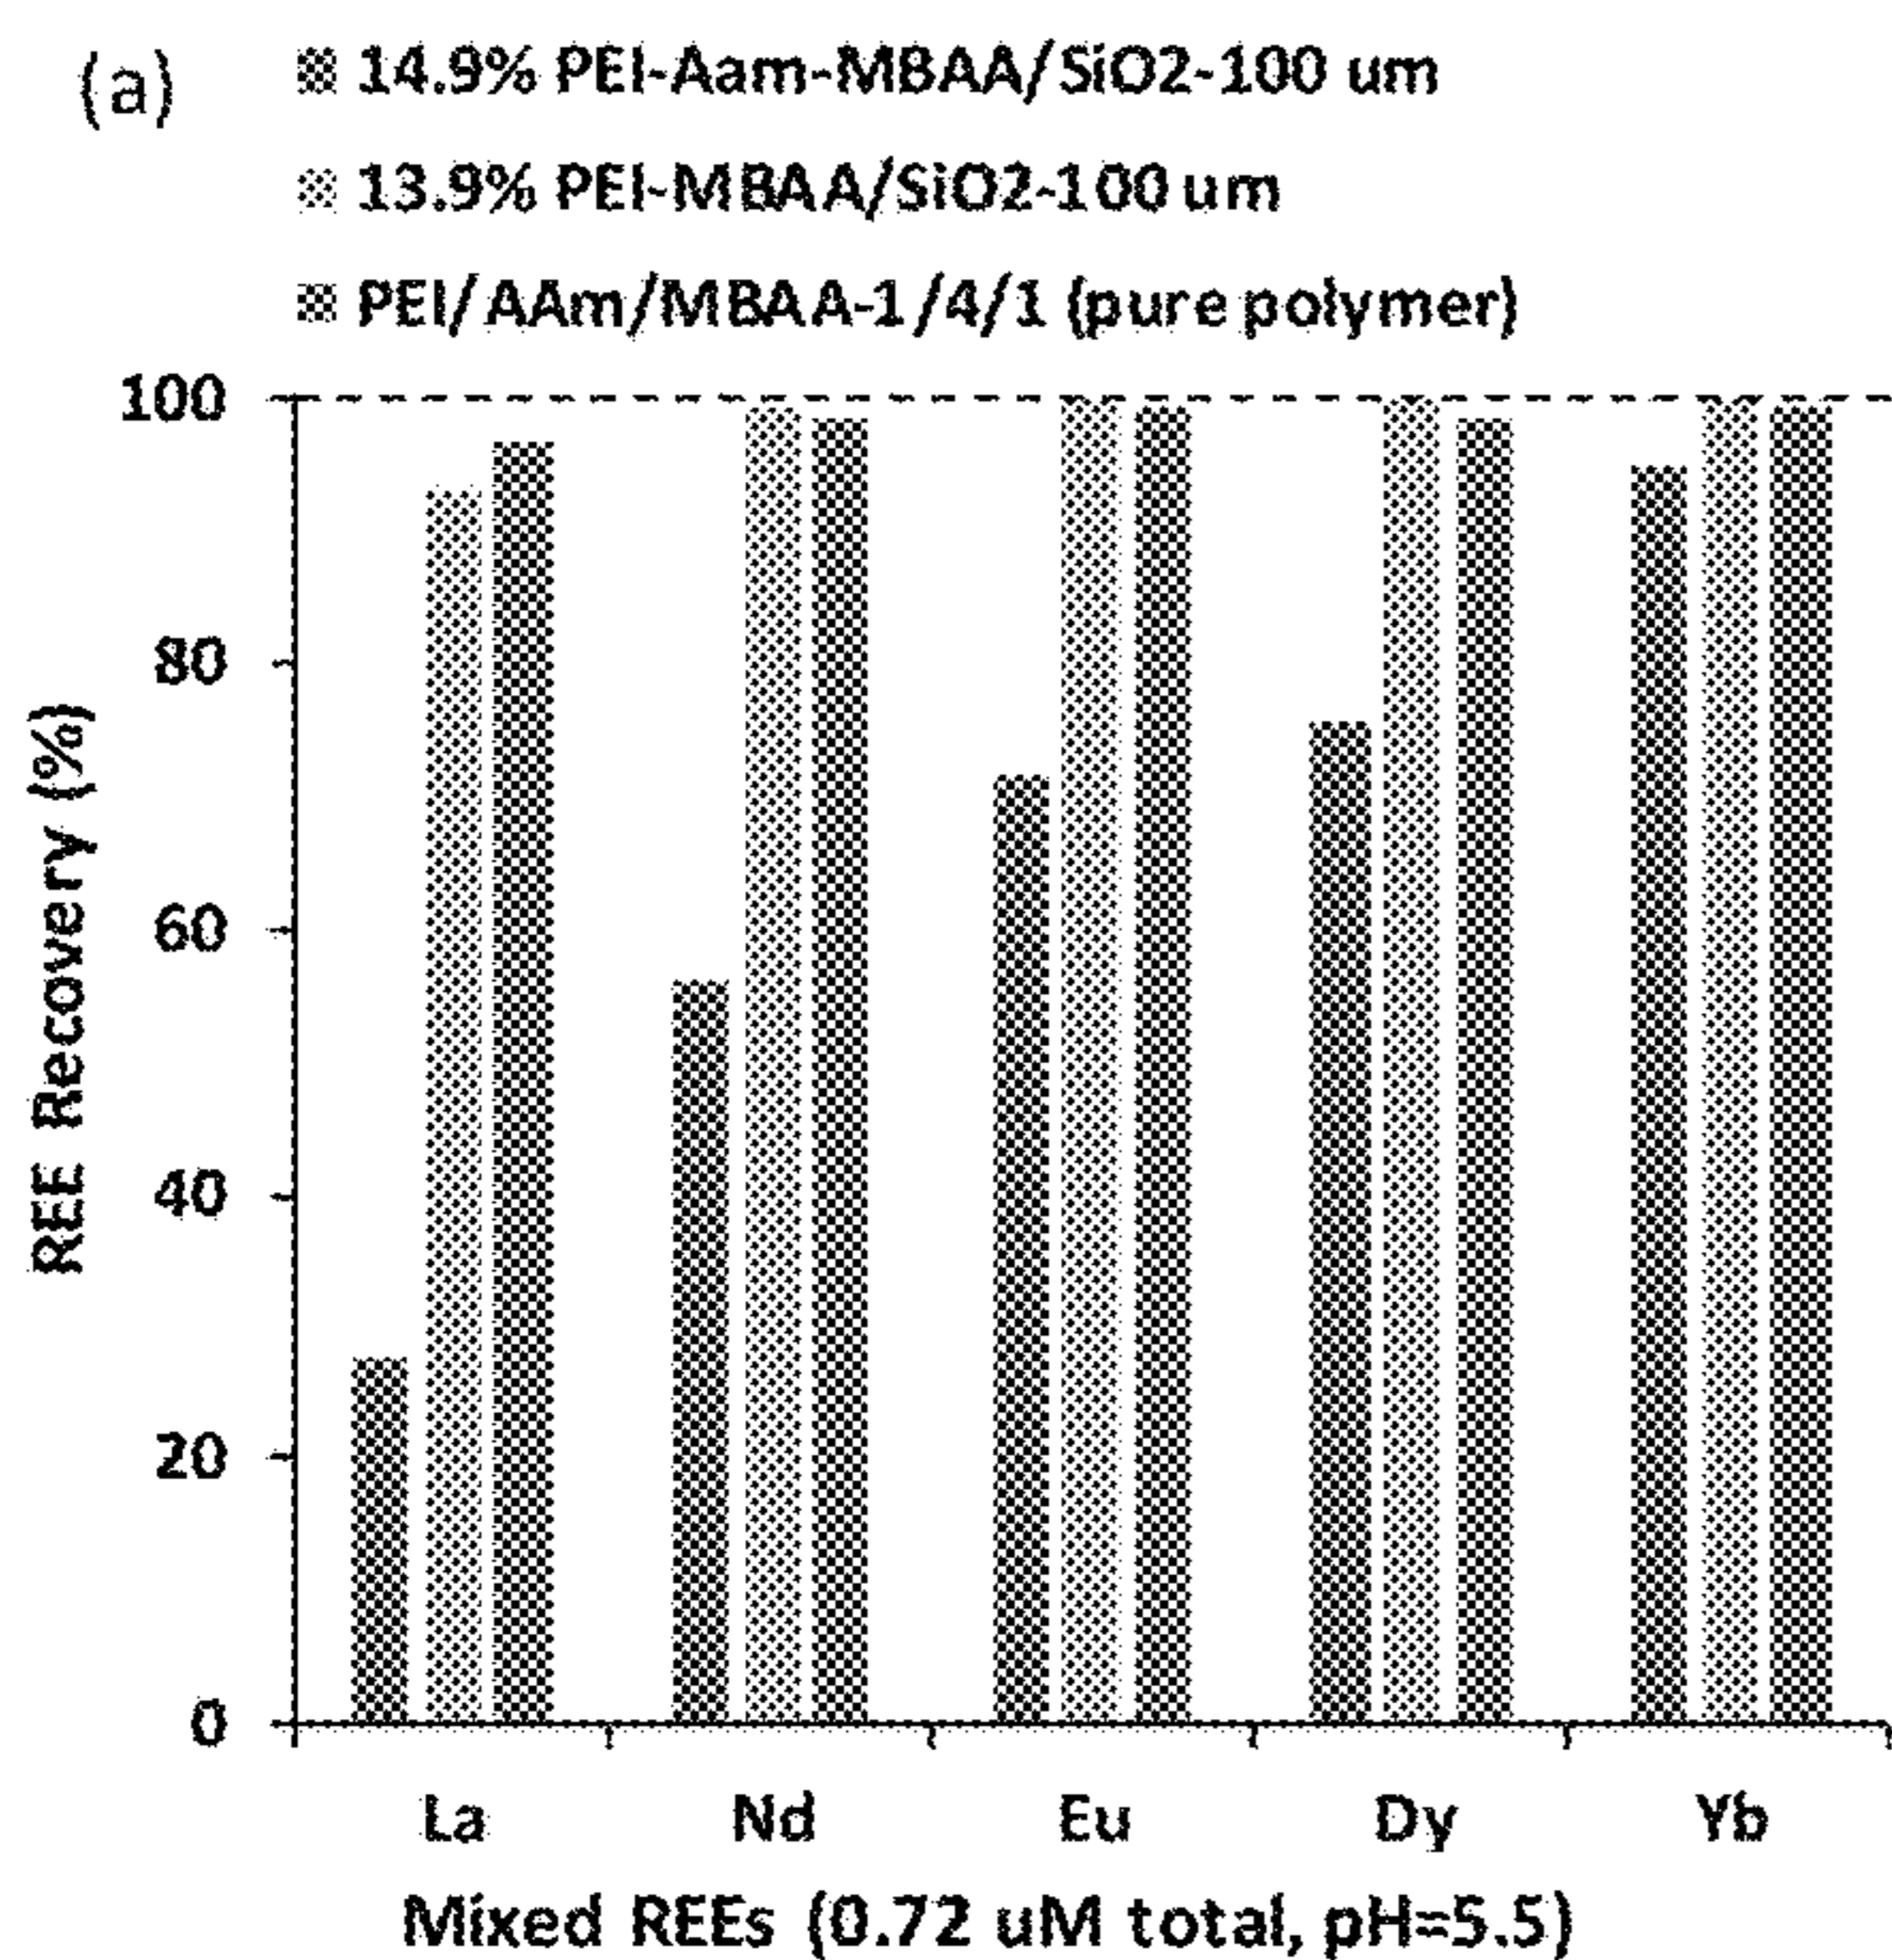 (a)
14.9% PEI-Aam-MBAA/SiO2-100 um
13.9% PEI-MBAA/SiO2-100 um
PEI/AAm/MBAA-1/4/1 (pure polymer)
100
80
60
40
20
0
REE Recovery (%)
La Nd Eu Dy Yb
Mixed REEs (0.72 uM total, pH=5.5)